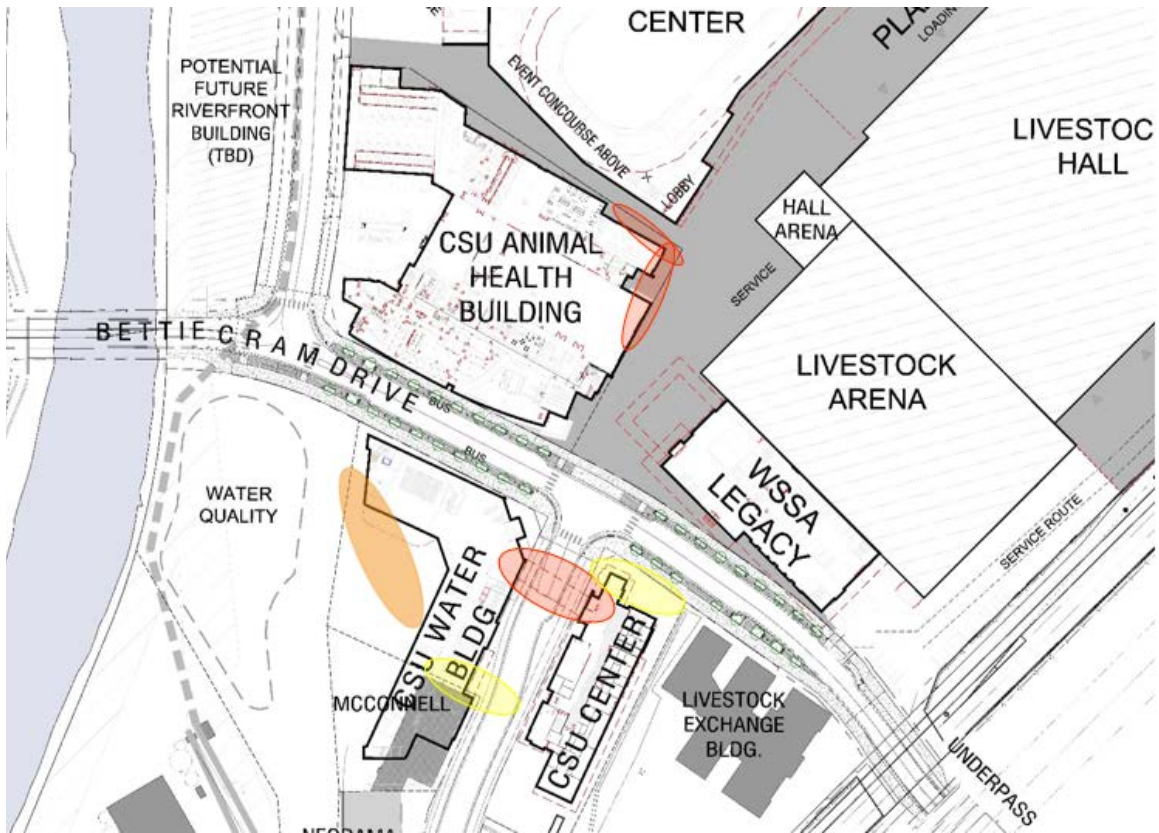 CENTER
PLA
LOADIN
POTENTIAL
FUTURE
RIVERFRONT
BUILDING
(TBD)
EVENT CONCOURSE ABOVE
LOBBY
LIVESTOC
HALL
HALL
ARENA
CSU ANIMAL
HEALTH
BUILDING
SERVICE
BETTIE CRAM DRIVE
BUS
BUS
LIVESTOCK
ARENA
WSSA
LEGACY
WATER
QUALITY
SERVICE ROUTE
CSU WATER
BLDG
MCCONNELL
CSU CENTER
LIVESTOCK
EXCHANGE
BLDG.
UNDERPASS